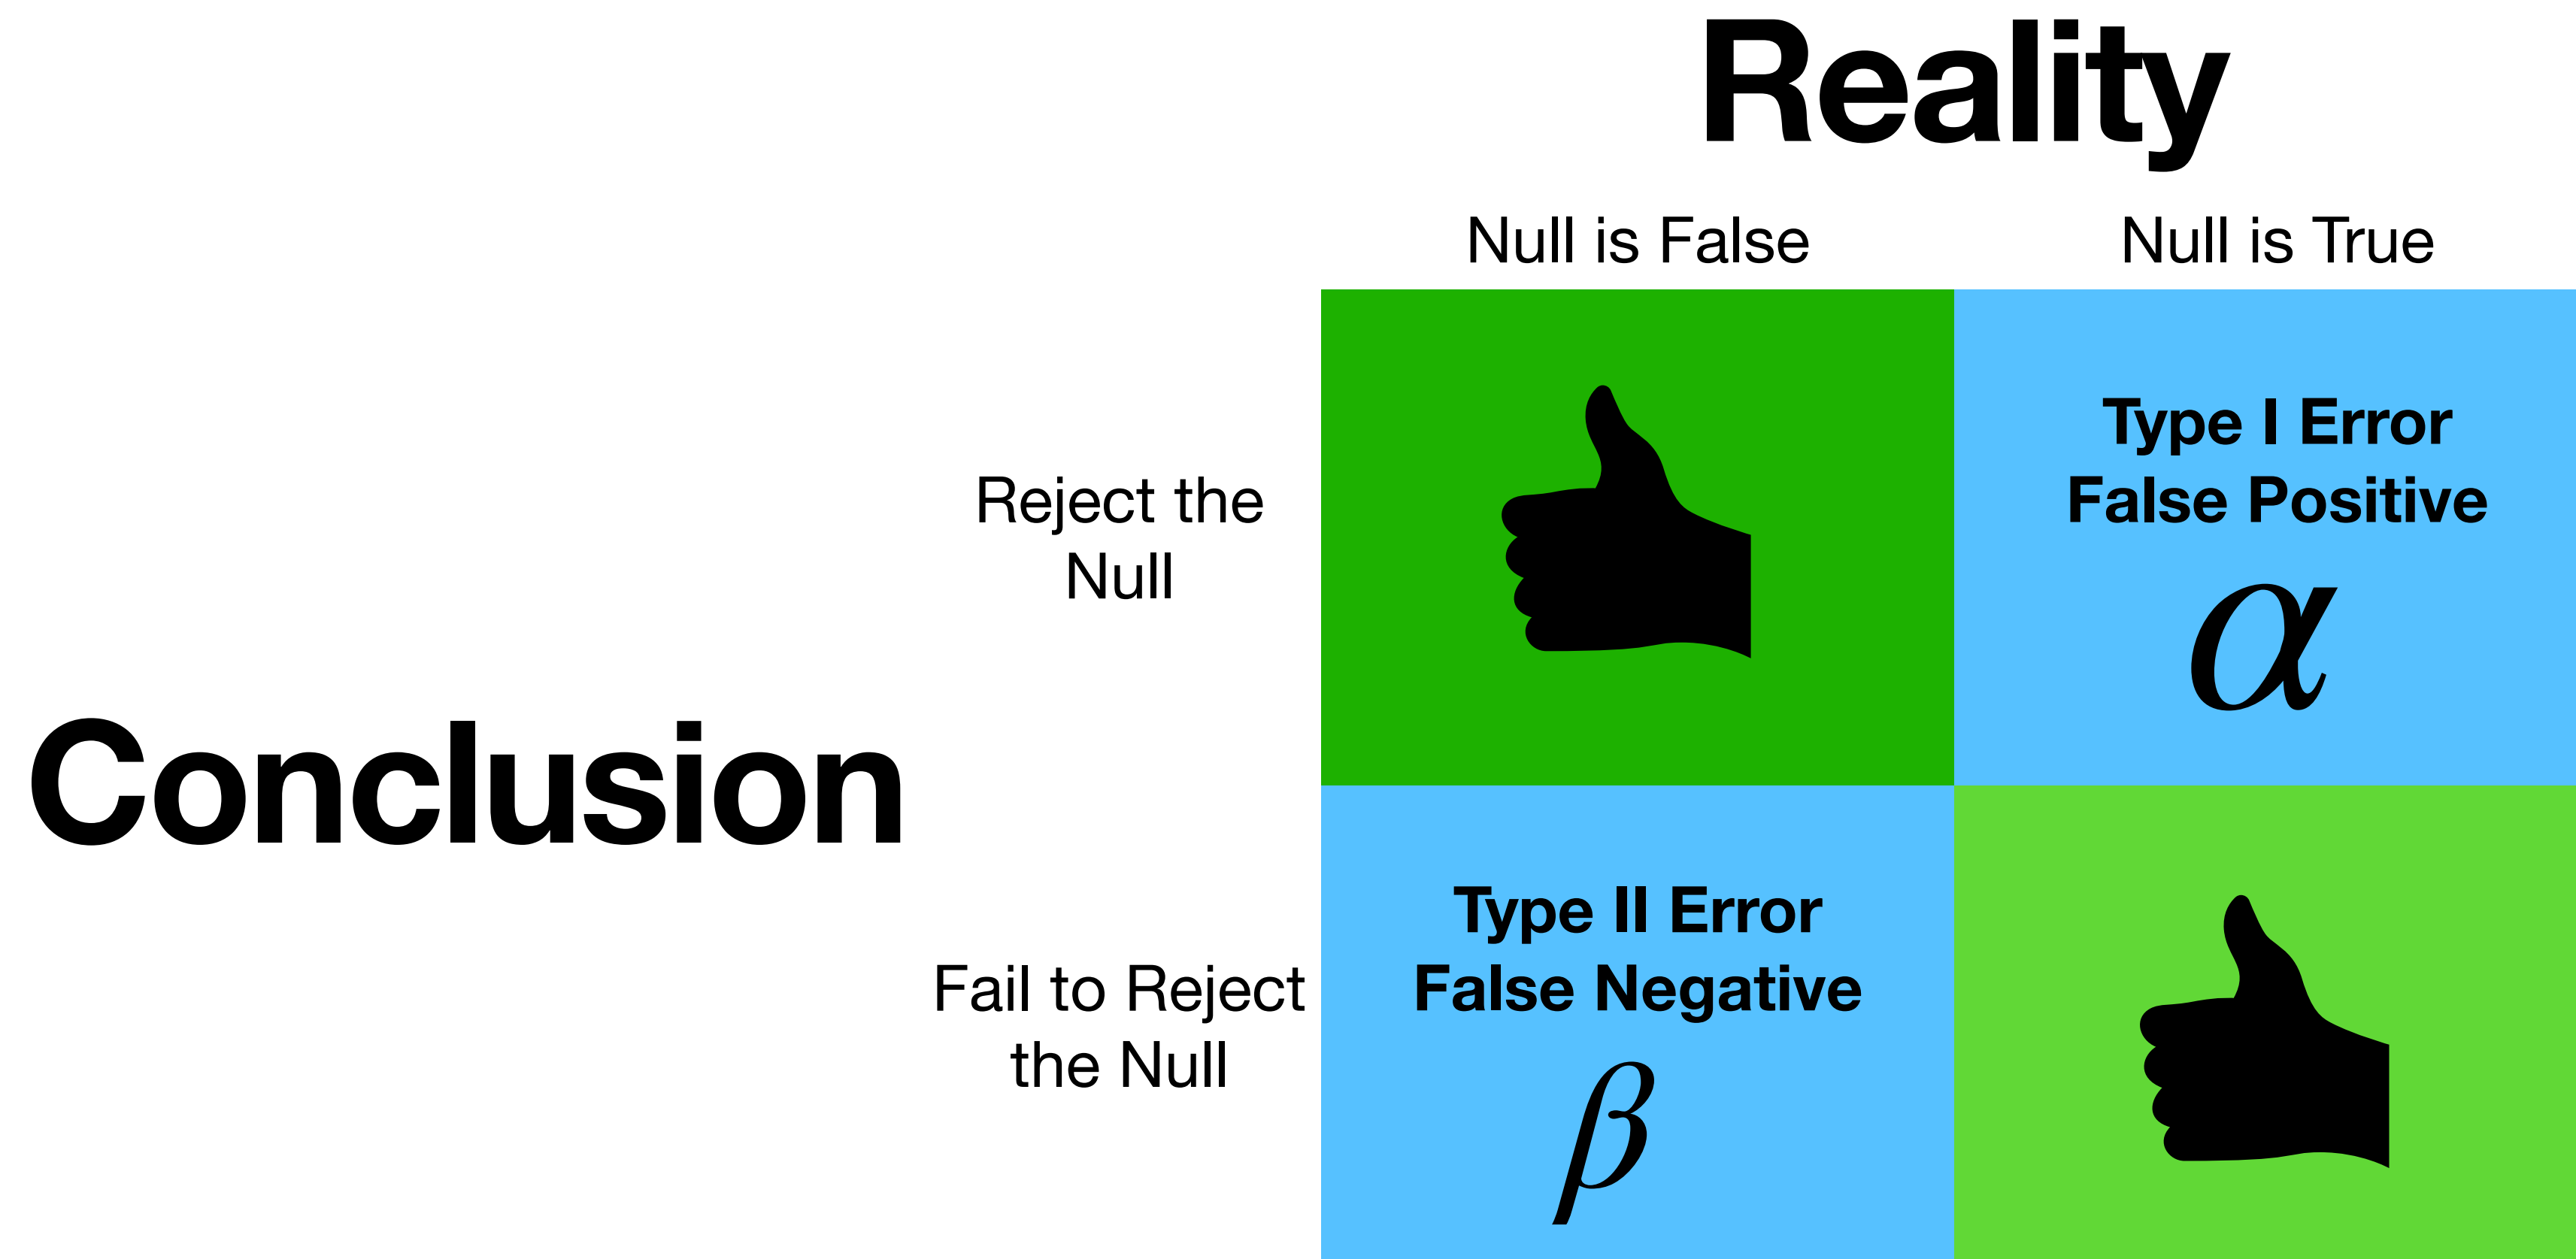 Reality
Null is False
Null is True
Reject the
Null
Type I Error
False Positive
α
Conclusion
Fail to Reject
the Null
Type II Error
False Negative
β